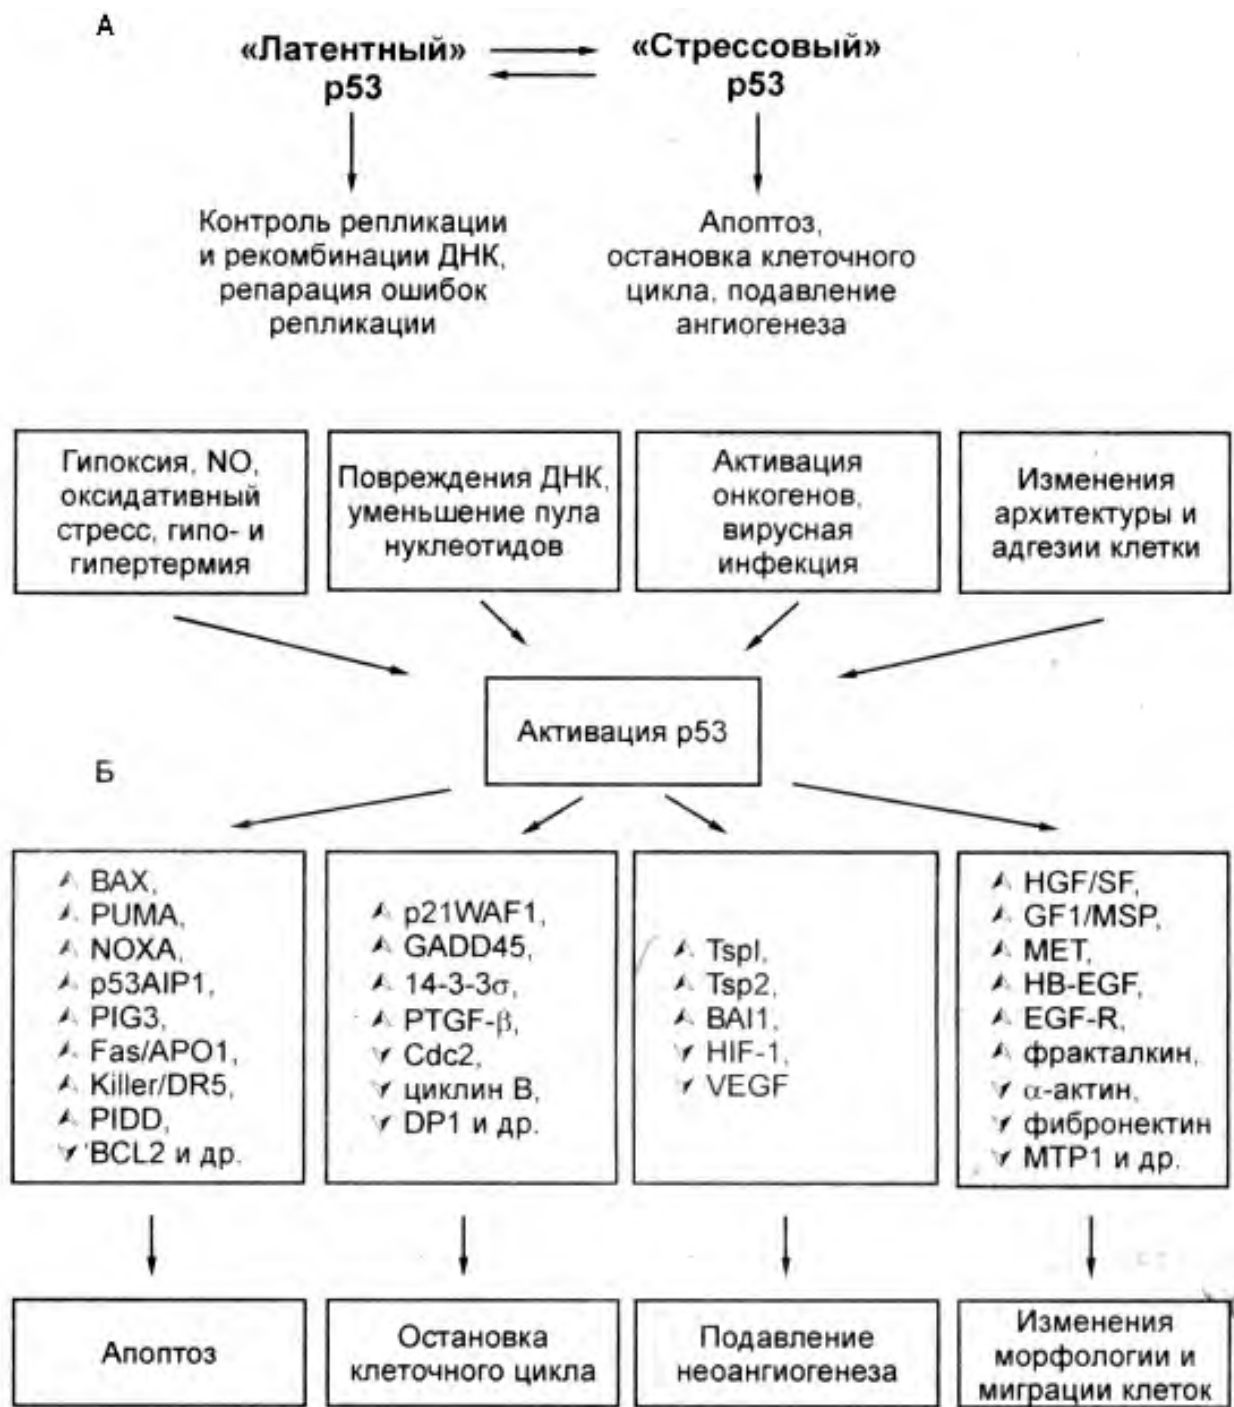 А
«Латентный»
р53
«Стрессовый»
р53
Контроль репликации
и рекомбинации ДНК,
репарация ошибок
репликации
Апоптоз,
остановка клеточного
цикла, подавление
ангиогенеза
Гипоксия, NO,
оксидативный
стресс, гипо- и
гипертермия
Повреждения ДНК,
уменьшение пула
нуклеотидов
Активация
онкогенов,
вирусная
инфекция
Изменения
архитектуры и
адгезии клетки
Активация р53
Б
BAX,
PUMA,
NOXA,
p53AIP1,
PIG3,
Fas/APO1,
Killer/DR5,
PIDD,
BCL2 и др.
p21WAF1,
GADD45,
14-3-3σ,
PTGF-β,
Cdc2,
циклин В,
DP1 и др.
Tspl,
Tsp2,
BAI1,
HIF-1,
VEGF
HGF/SF,
GF1/MSP,
MET,
HB-EGF,
EGF-R,
фракталкин,
α-актин,
фибронектин
MTP1 и др.
Апоптоз
Остановка
клеточного цикла
Подавление
неоангиогенеза
Изменения
морфологии и
миграции клеток